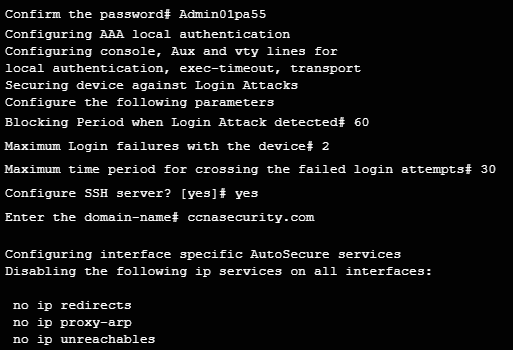 Confirm the password# Admin01pa55
Configuring AAA local authentication
Configuring console, Aux and vty lines for
local authentication, exec-timeout, transport
Securing device against Login Attacks
Configure the following parameters
Blocking Period when Login Attack detected# 60
Maximum Login failures with the device# 2
Maximum time period for crossing the failed login attempts# 30
Configure SSH server? [yes]# yes
Enter the domain-name# ccnasecurity.com
Configuring interface specific AutoSecure services
Disabling the following ip services on all interfaces:
no ip redirects
no ip proxy-arp
no ip unreachables